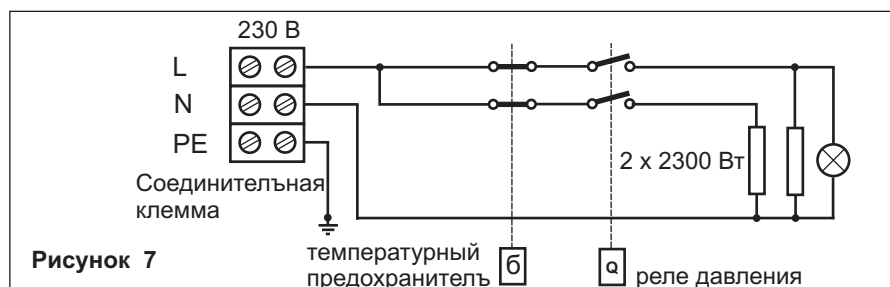 230 В
L
N
PE
Соединителъная
клемма
2 x 2300 Вт
Рисунок 7
температурный
предохранителъ
б
Q
реле давления